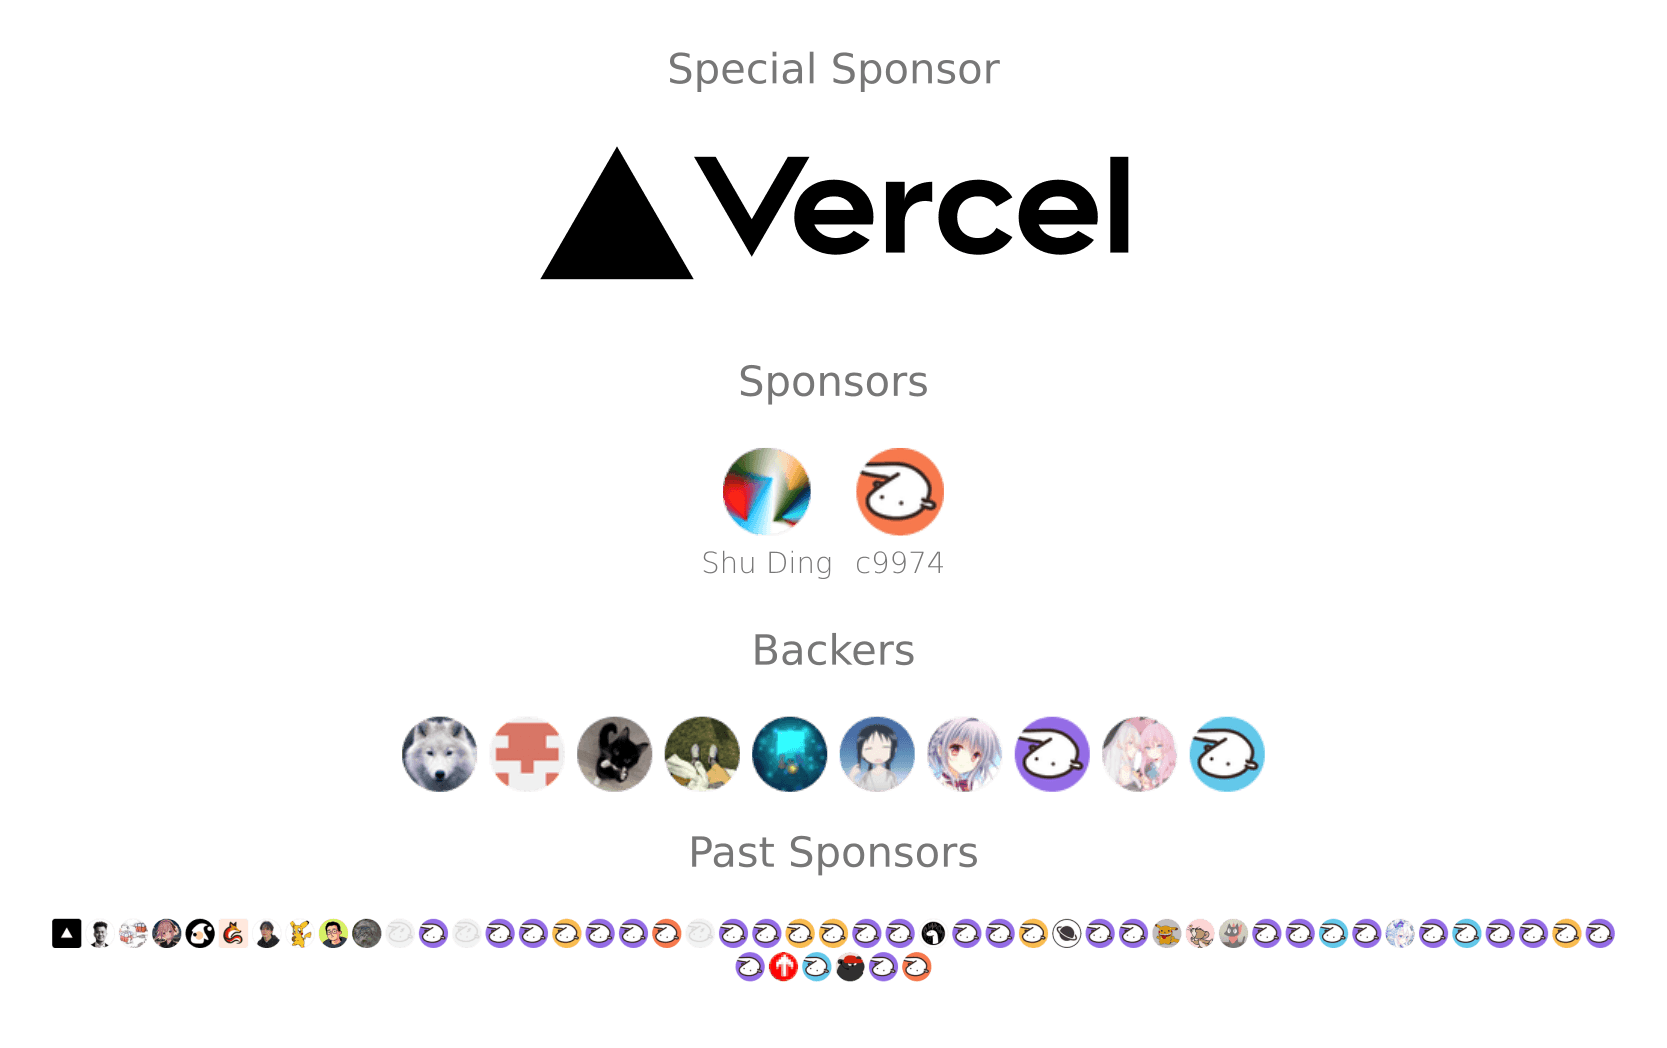 Special Sponsor
Vercel
Sponsors
Shu Ding c9974
Backers
Past Sponsors